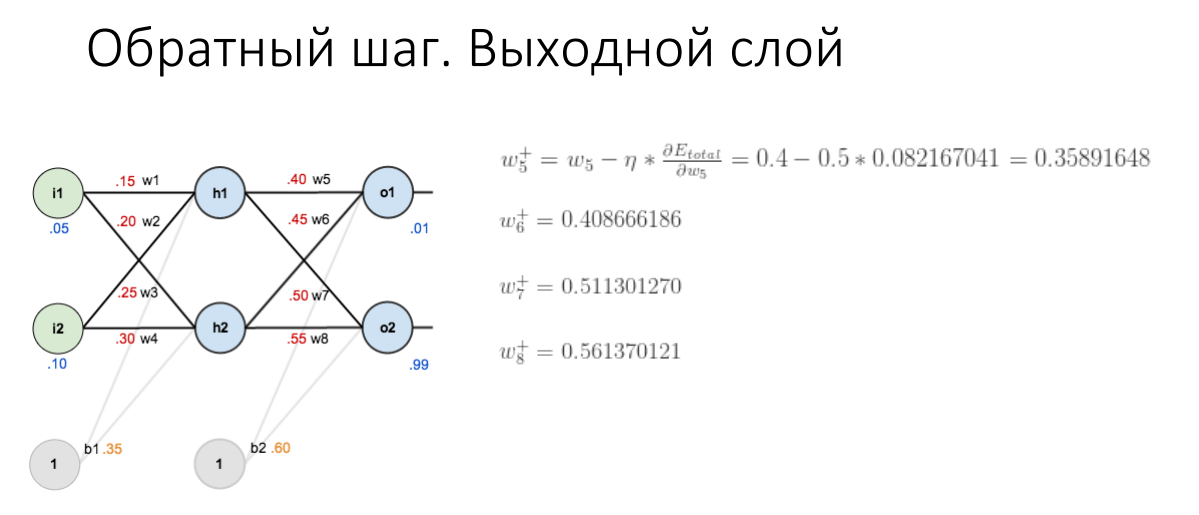 Обратный шаг. Выходной слой
w₅⁺ = w₅ − η * ∂E_total/∂w₅ = 0.4 − 0.5 * 0.082167041 = 0.35891648
w₆⁺ = 0.408666186
w₇⁺ = 0.511301270
w₈⁺ = 0.561370121
i1
.15 w1
h1
.40 w5
o1
.05
.20 w2
.45 w6
.01
i2
.25 w3
h2
.50 w7
o2
.10
.30 w4
.55 w8
.99
1
b1 .35
1
b2 .60